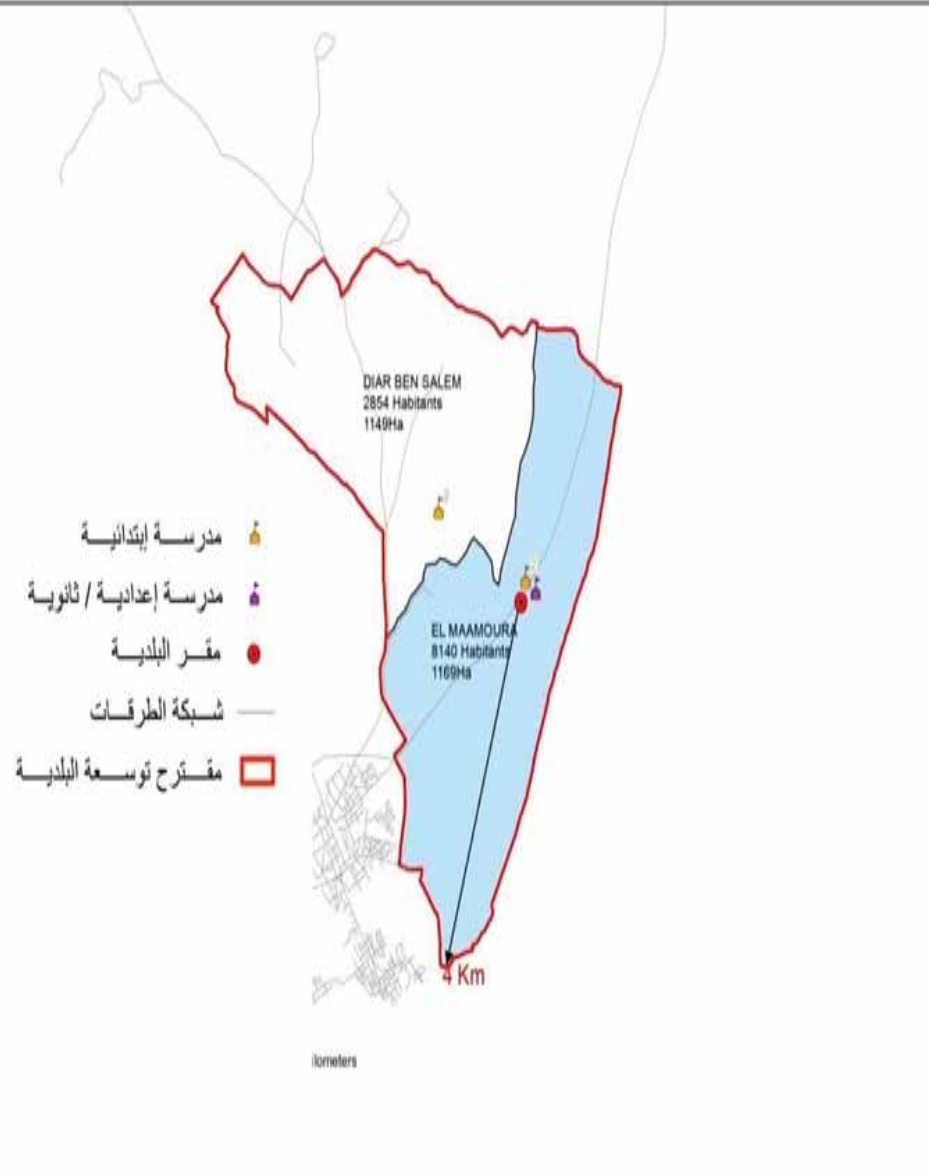 DIAR BEN SALEM
2854 Habitants
1149Ha
مدرسة إبتدائية
مدرسة إعدادية / ثانوية
مقر البلدية
شبكة الطرقات
مقترح توسعة البلدية
EL MAAMOURA
8140 Habitants
1169Ha
4 Km
ilometers